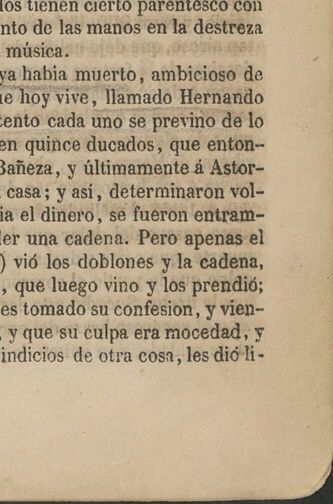 los tienen cierto parentesco con
nto de las manos en la destreza
música.
ya habia muerto, ambicioso de
e hoy vive, llamado Hernando
tento cada uno se previno de lo
en quince ducados, que enton-
Bañeza, y últimamente á Astor-
casa; y así, determinaron vol-
ia el dinero, se fueron entram-
der una cadena. Pero apenas el
) vió los doblones y la cadena,
, que luego vino y los prendió;
es tomado su confesion, y vien-
, y que su culpa era mocedad, y
indicios de otra cosa, les dió li-